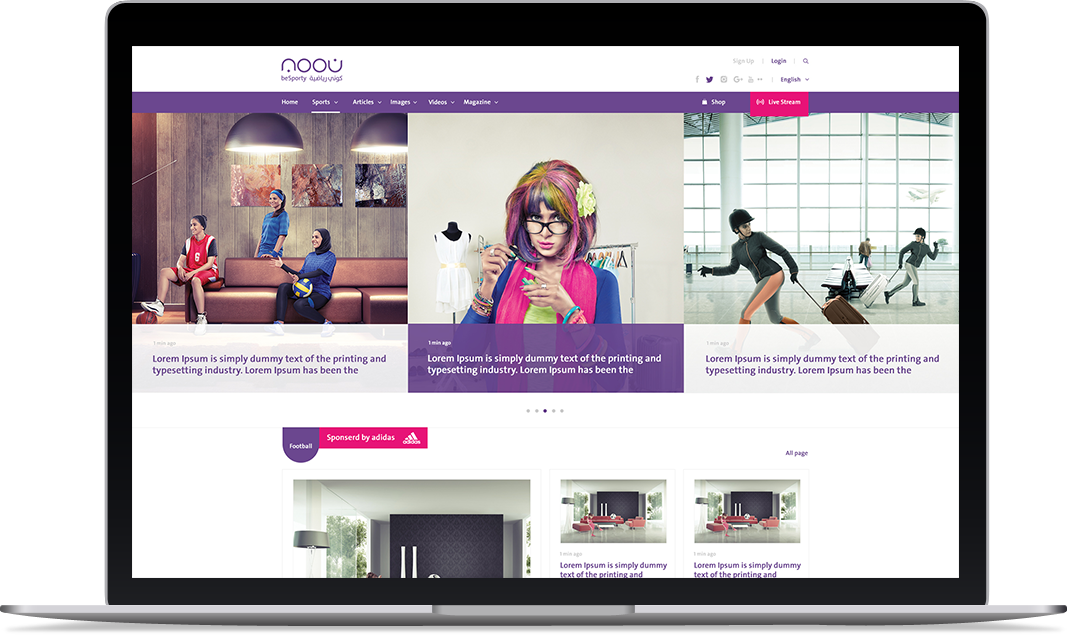 noou
beSporty كوني رياضية
Sign Up | Login
G+ | English
Home Sports Articles Images Videos Magazine Shop Live Stream
6
1 min ago
Lorem Ipsum is simply dummy text of the printing and
typesetting industry. Lorem Ipsum has been the
1 min ago
Lorem Ipsum is simply dummy text of the printing and
typesetting industry. Lorem Ipsum has been the
1 min ago
Lorem Ipsum is simply dummy text of the printing and
typesetting industry. Lorem Ipsum has been the
Football
Sponserd by adidas
adidas
All page
1 min ago
Lorem Ipsum is simply dummy
text of the printing and
1 min ago
Lorem Ipsum is simply dummy
text of the printing and